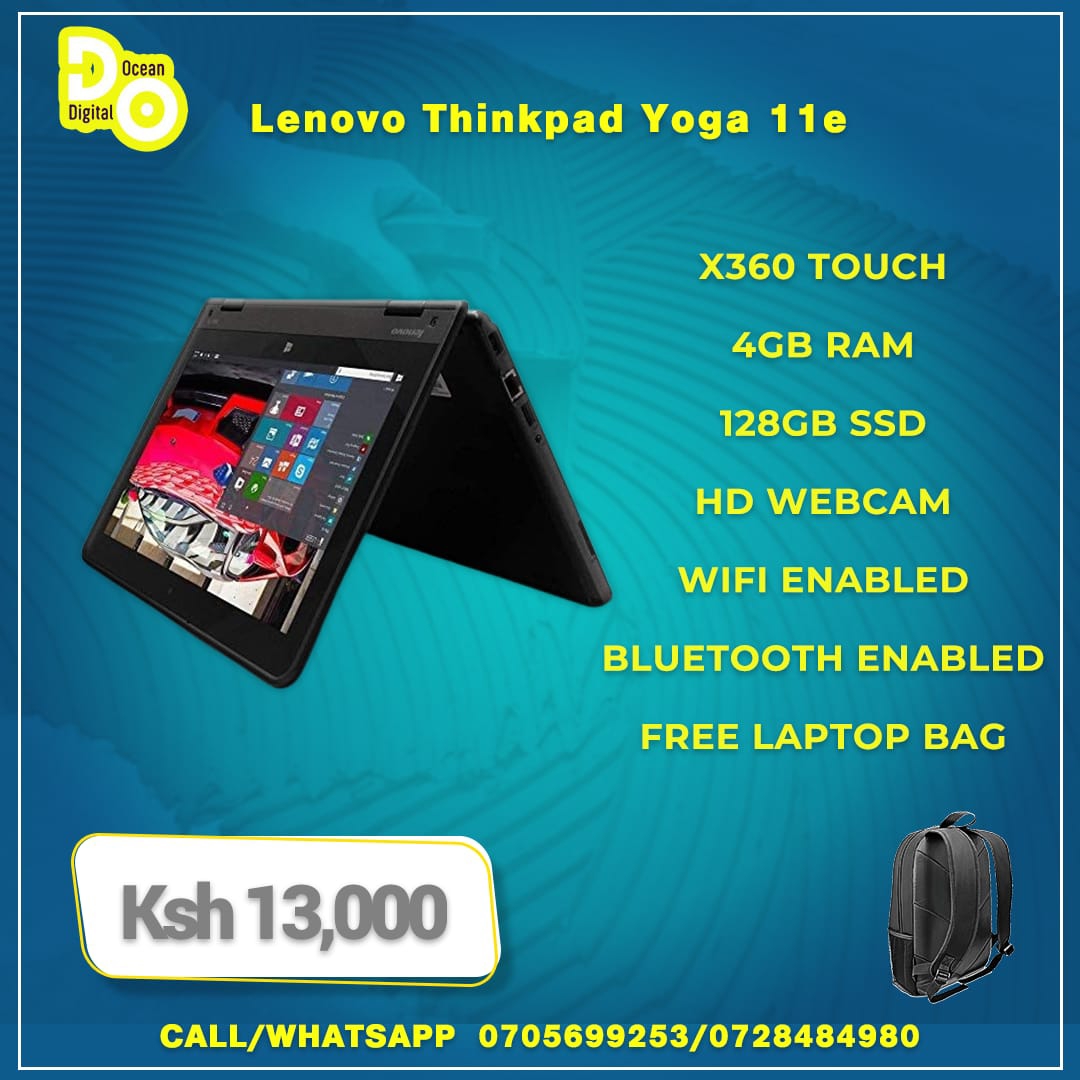 Ocean
Digital
Lenovo Thinkpad Yoga 11e
X360 TOUCH
4GB RAM
128GB SSD
HD WEBCAM
WIFI ENABLED
BLUETOOTH ENABLED
FREE LAPTOP BAG
lenovo
Ksh 13,000
CALL/WHATSAPP 0705699253/0728484980